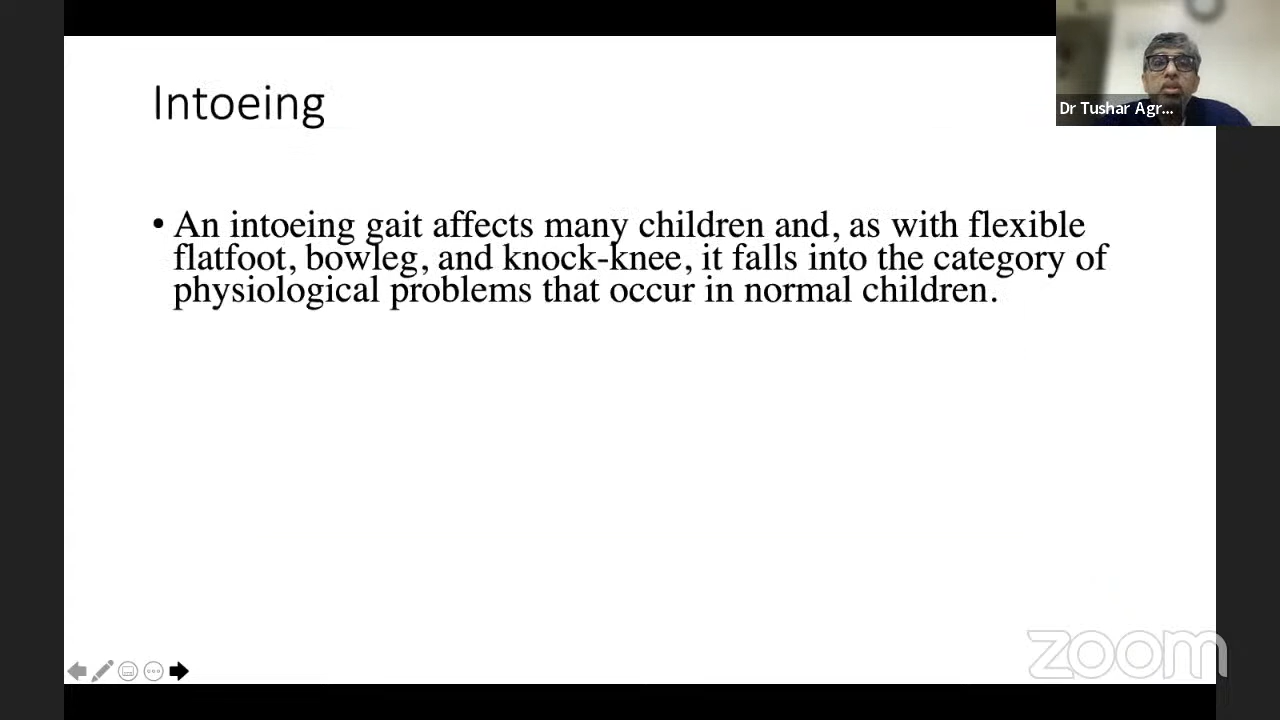 Intoeing
Dr Tushar Agr...
• An intoeing gait affects many children and, as with flexible
flatfoot, bowleg, and knock-knee, it falls into the category of
physiological problems that occur in normal children.
zoom